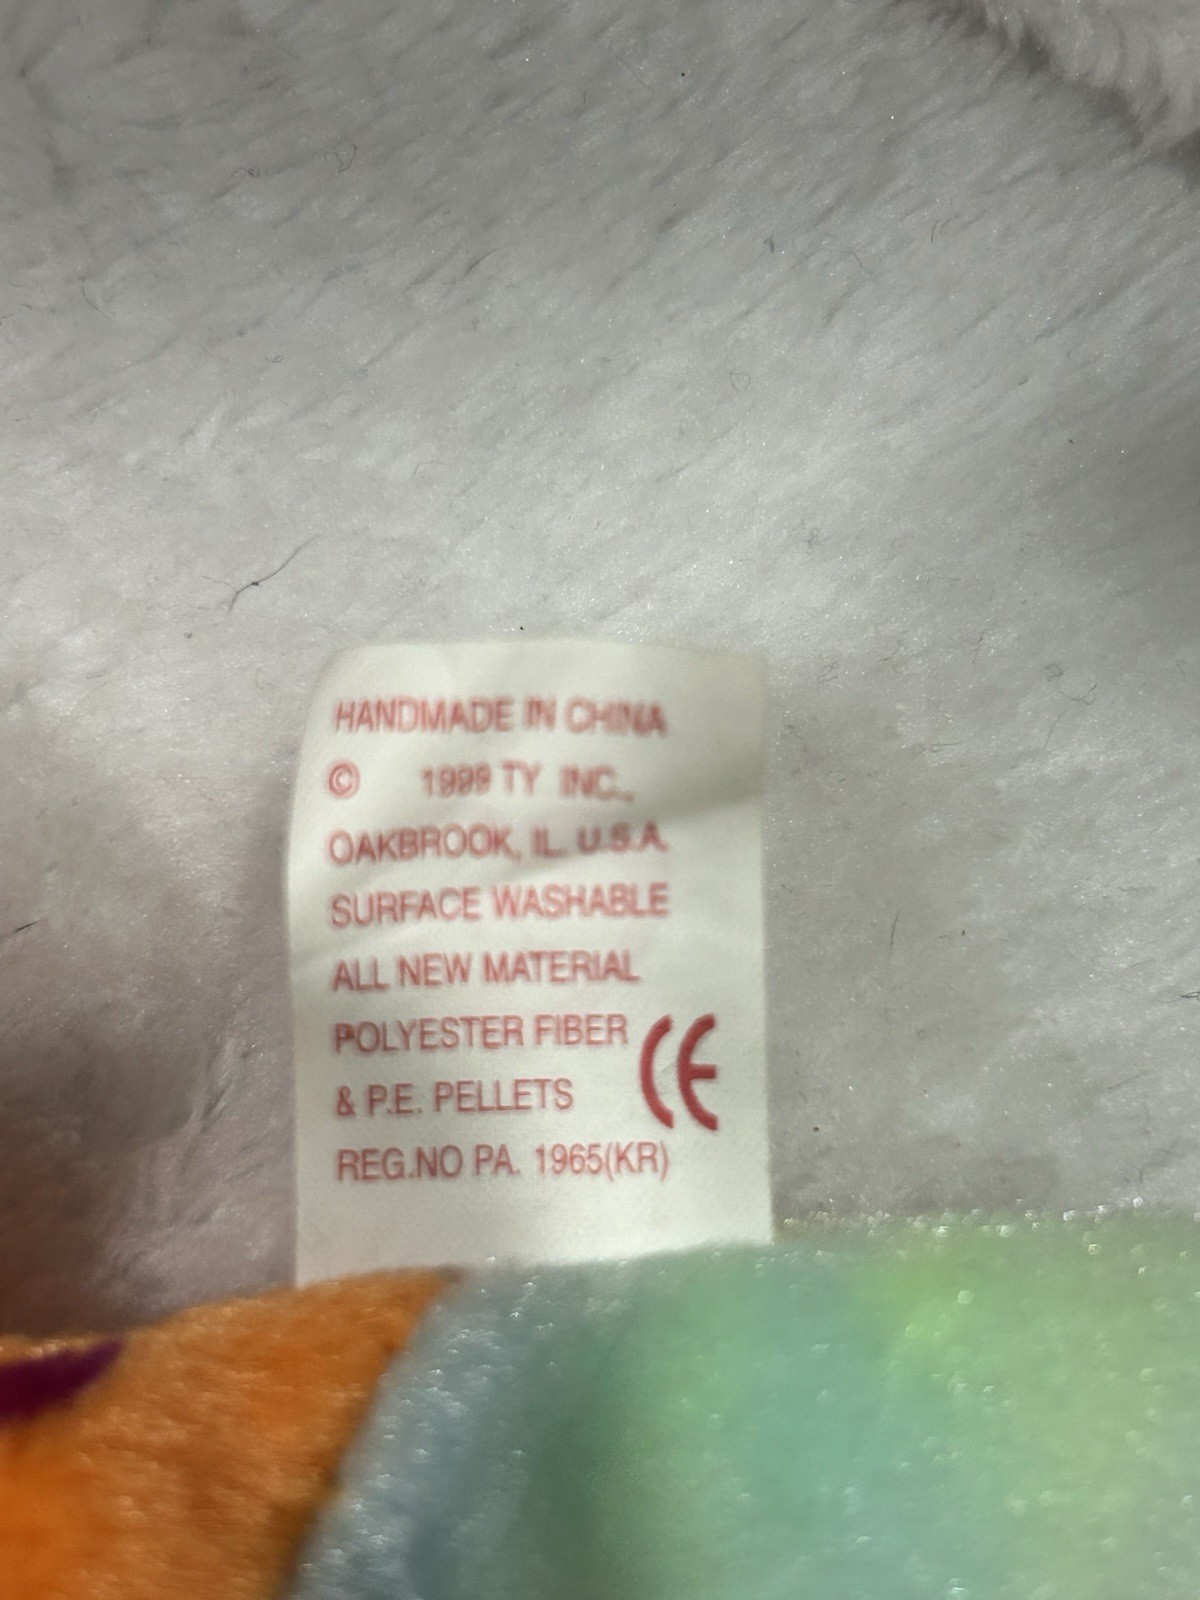 HANDMADE IN CHINA
© 1999 TY INC.,
OAKBROOK, IL. U.S.A.
SURFACE WASHABLE
ALL NEW MATERIAL
POLYESTER FIBER
& P.E. PELLETS CE
REG.NO PA. 1965(KR)